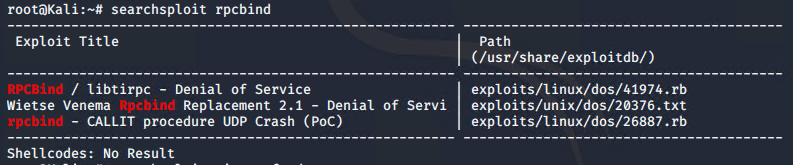 root@Kali:~# searchsploit rpcbind
Exploit Title | Path
(/usr/share/exploitdb/)
RPCBind / libtirpc - Denial of Service | exploits/linux/dos/41974.rb
Wietse Venema Rpcbind Replacement 2.1 - Denial of Servi | exploits/unix/dos/20376.txt
rpcbind - CALLIT procedure UDP Crash (PoC) | exploits/linux/dos/26887.rb
Shellcodes: No Result